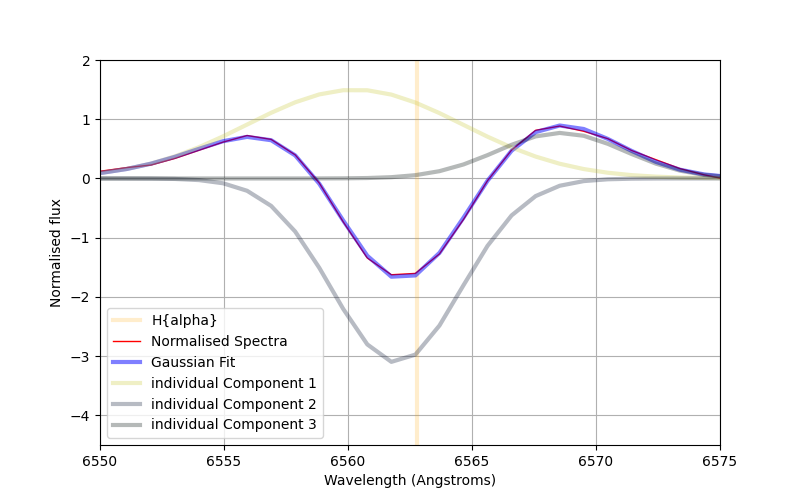 2
1
0
−1
−2
−3
−4
Normalised flux
H{alpha}
Normalised Spectra
Gaussian Fit
individual Component 1
individual Component 2
individual Component 3
6550 6555 6560 6565 6570 6575
Wavelength (Angstroms)